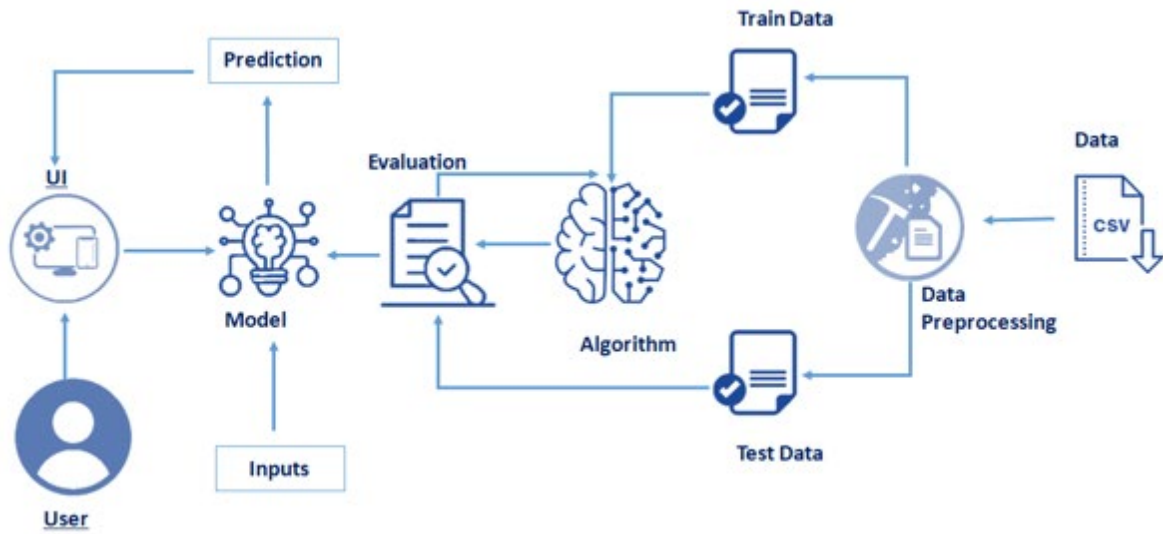 Train Data
Prediction
Data
Evaluation
UI
CSV
Model
Data
Preprocessing
Algorithm
Inputs
Test Data
User